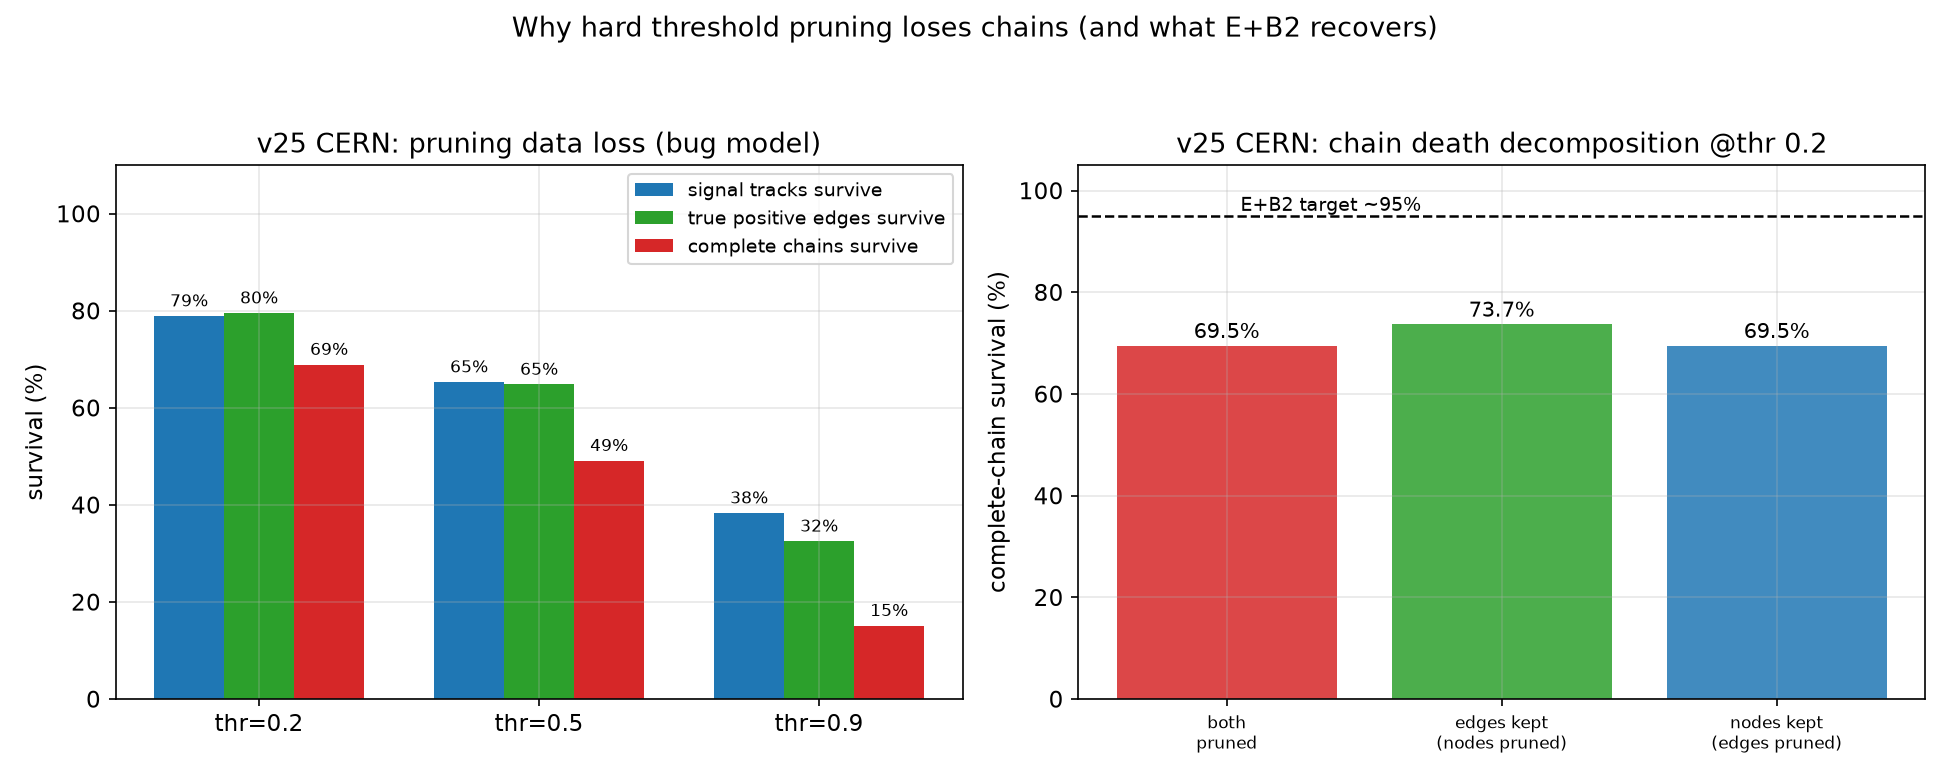 Why hard threshold pruning loses chains (and what E+B2 recovers)
v25 CERN: pruning data loss (bug model)
survival (%)
100
80
60
40
20
0
signal tracks survive
true positive edges survive
complete chains survive
79%
80%
69%
65%
65%
49%
38%
32%
15%
thr=0.2
thr=0.5
thr=0.9
v25 CERN: chain death decomposition @thr 0.2
complete-chain survival (%)
100
80
60
40
20
0
E+B2 target ~95%
69.5%
73.7%
69.5%
both
pruned
edges kept
(nodes pruned)
nodes kept
(edges pruned)